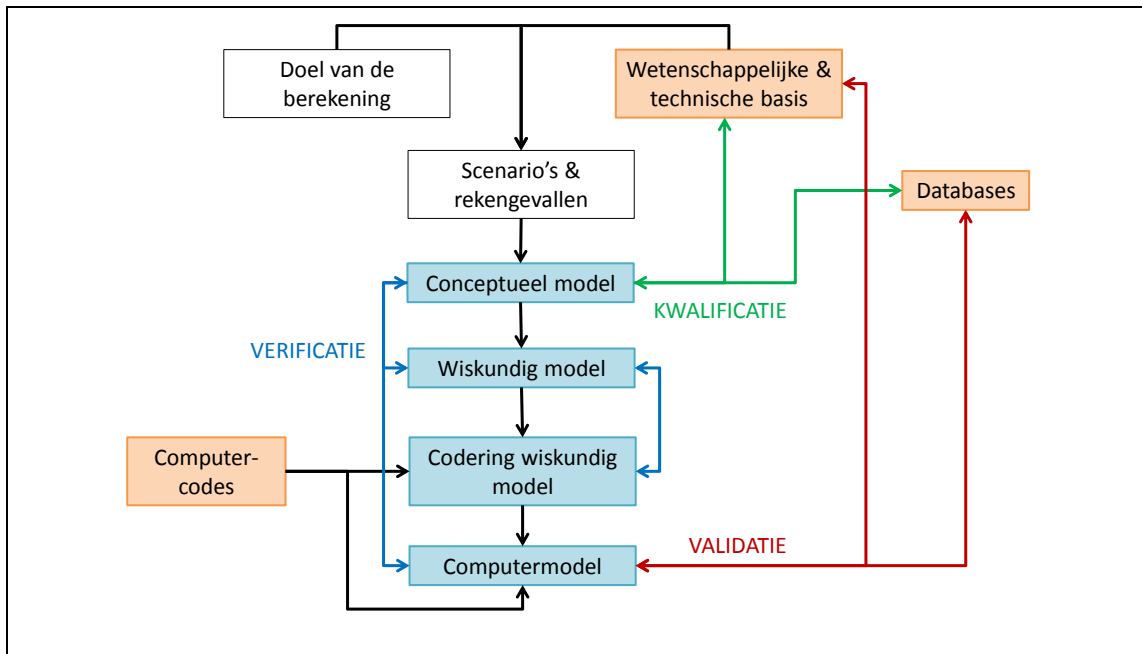 Doel van de
berekening
Wetenschappelijke &
technische basis
Scenario's &
rekengevallen
Databases
Conceptueel model
KWALIFICATIE
VERIFICATIE
Wiskundig model
Computer-
codes
Codering wiskundig
model
VALIDATIE
Computermodel